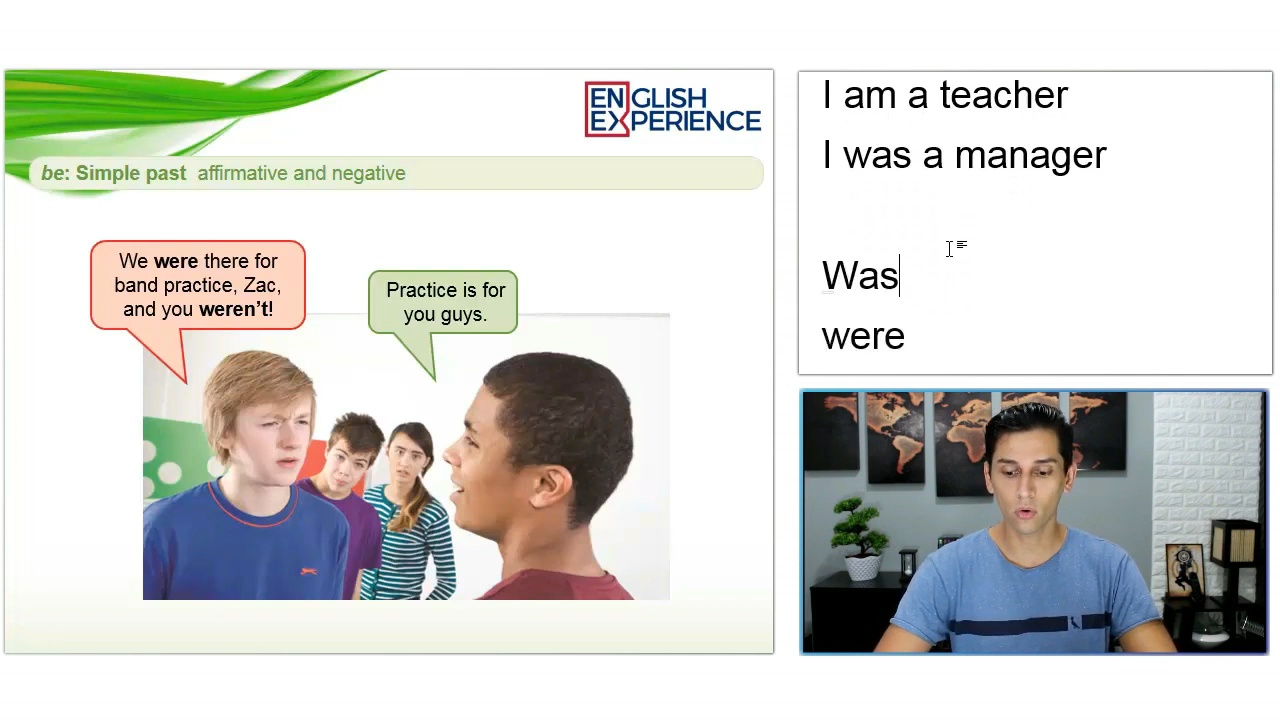 ENGLISH
EXPERIENCE
be: Simple past affirmative and negative
We were there for
band practice, Zac,
and you weren't!
Practice is for
you guys.
I am a teacher
I was a manager
Was
were